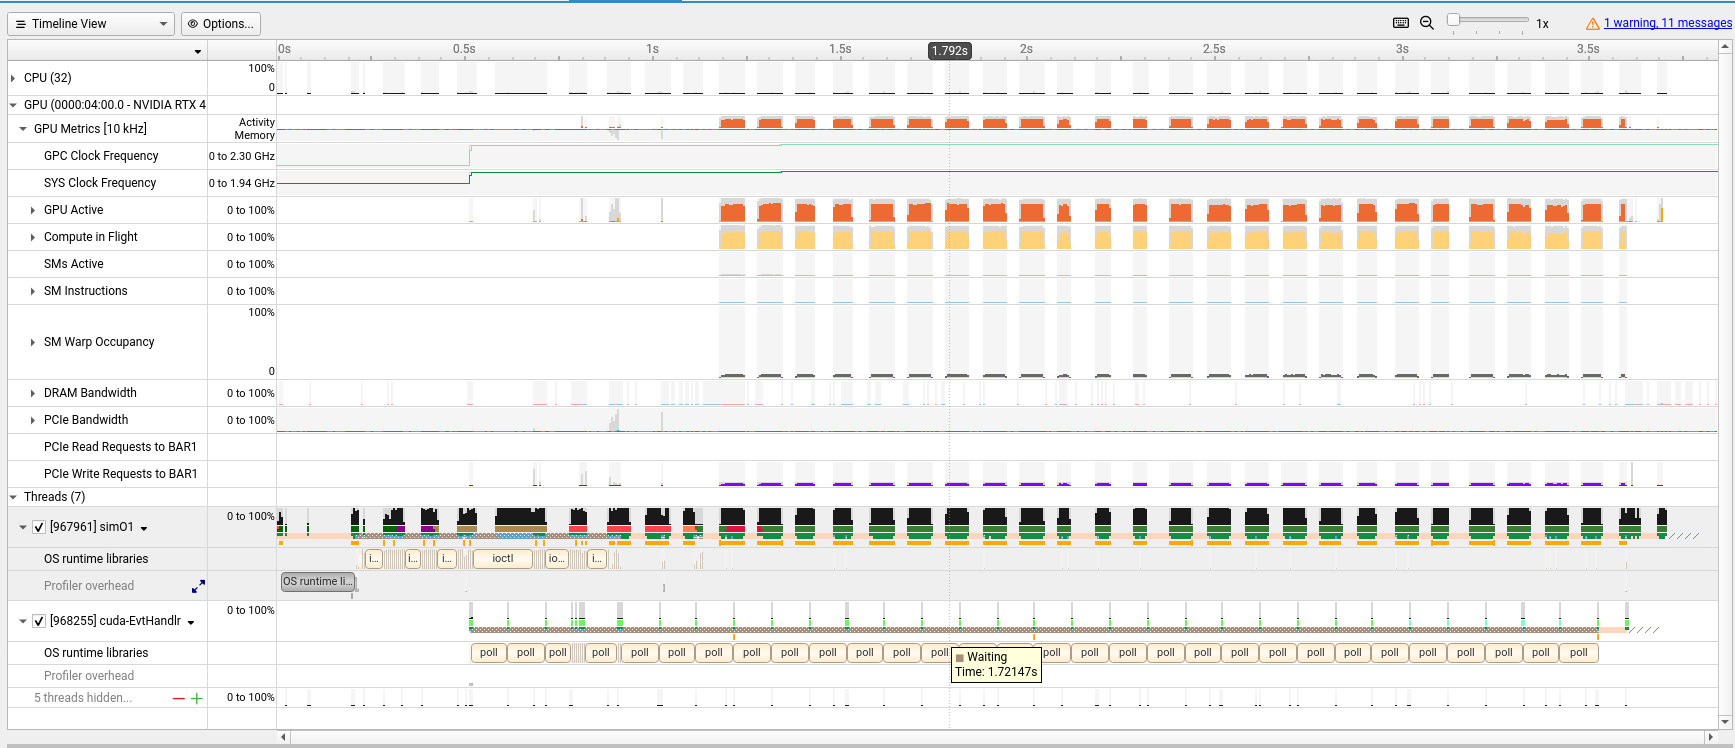 Timeline View
Options...
1x
1 warning, 11 messages
0s 0.5s 1s 1.5s 1.792s 2s 2.5s 3s 3.5s
CPU (32)
100%
0
GPU (0000:04:00.0 - NVIDIA RTX 4
GPU Metrics [10 kHz]
Activity
Memory
GPC Clock Frequency
0 to 2.30 GHz
SYS Clock Frequency
0 to 1.94 GHz
GPU Active
0 to 100%
Compute in Flight
0 to 100%
SMs Active
0 to 100%
SM Instructions
0 to 100%
SM Warp Occupancy
100%
0
DRAM Bandwidth
0 to 100%
PCIe Bandwidth
0 to 100%
PCIe Read Requests to BAR1
PCIe Write Requests to BAR1
Threads (7)
[967961] simO1
0 to 100%
OS runtime libraries
i... i... i... ioctl io... i...
Profiler overhead
OS runtime li...
[968255] cuda-EvtHandlr
0 to 100%
OS runtime libraries
poll poll poll poll poll poll poll poll poll poll poll poll poll poll poll poll poll poll poll poll poll poll poll poll poll poll poll
Waiting
Time: 1.72147s
Profiler overhead
5 threads hidden...
0 to 100%